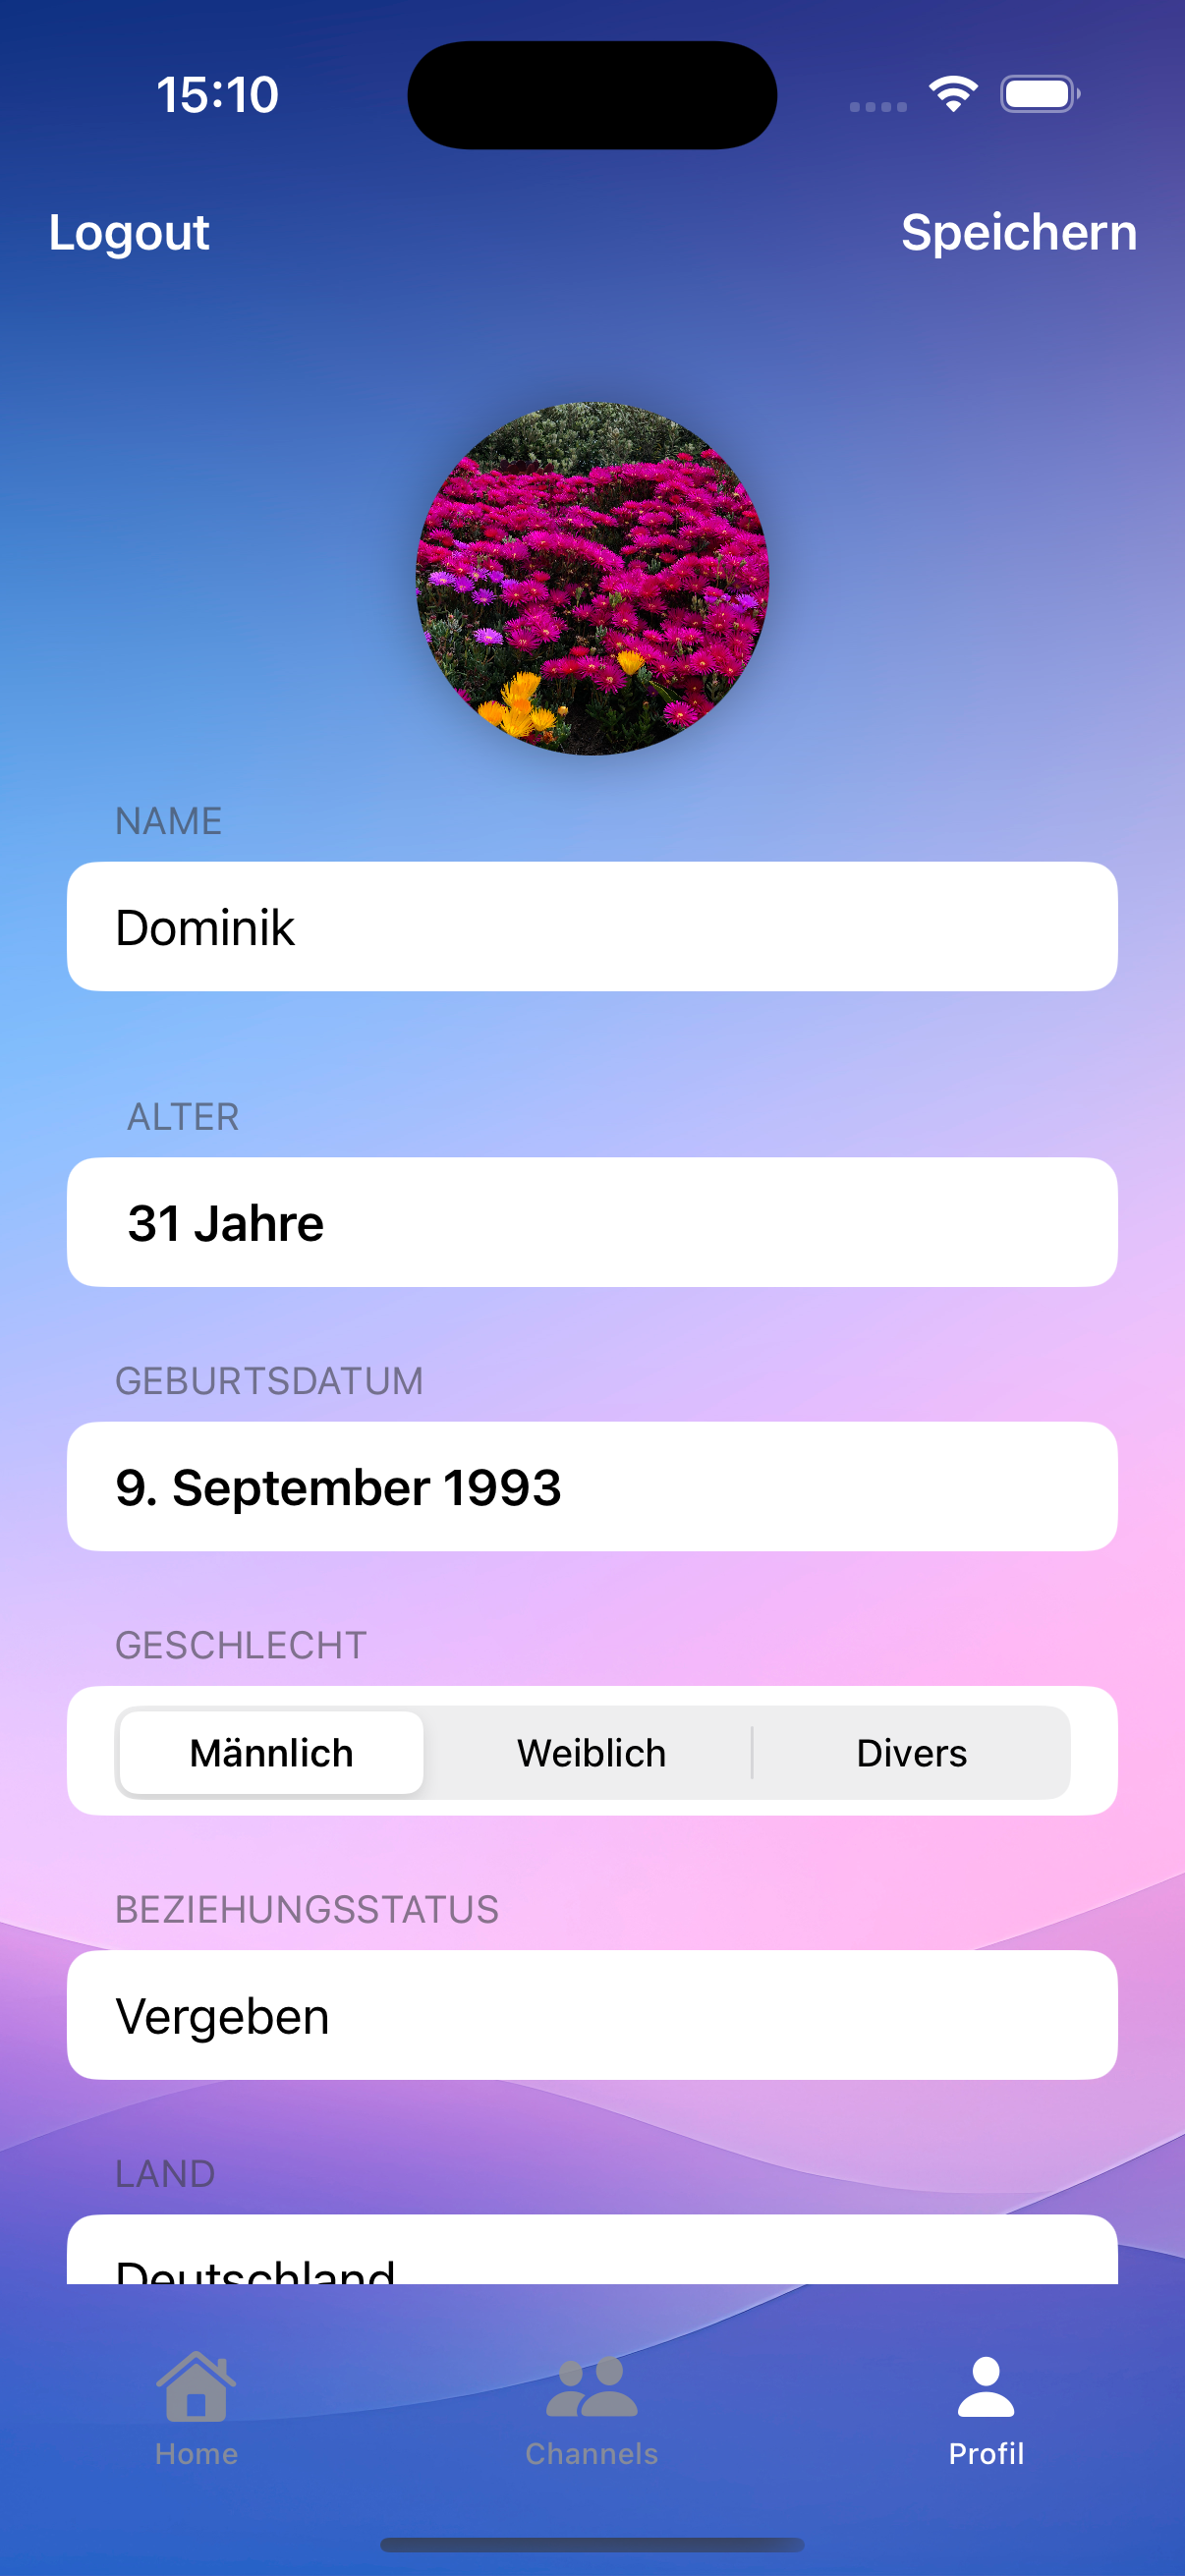 15:10
Logout
Speichern
NAME
Dominik
ALTER
31 Jahre
GEBURTSDATUM
9. September 1993
GESCHLECHT
Männlich
Weiblich
Divers
BEZIEHUNGSSTATUS
Vergeben
LAND
Deutschland
Home
Channels
Profil